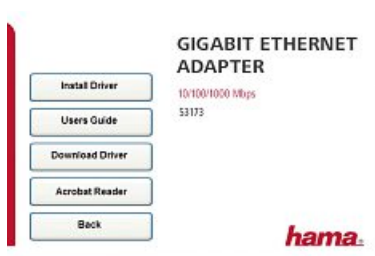 GIGABIT ETHERNET
ADAPTER
10/100/1000 Mbps
53173
Install Driver
Users Guide
Download Driver
Acrobat Reader
Back
hama